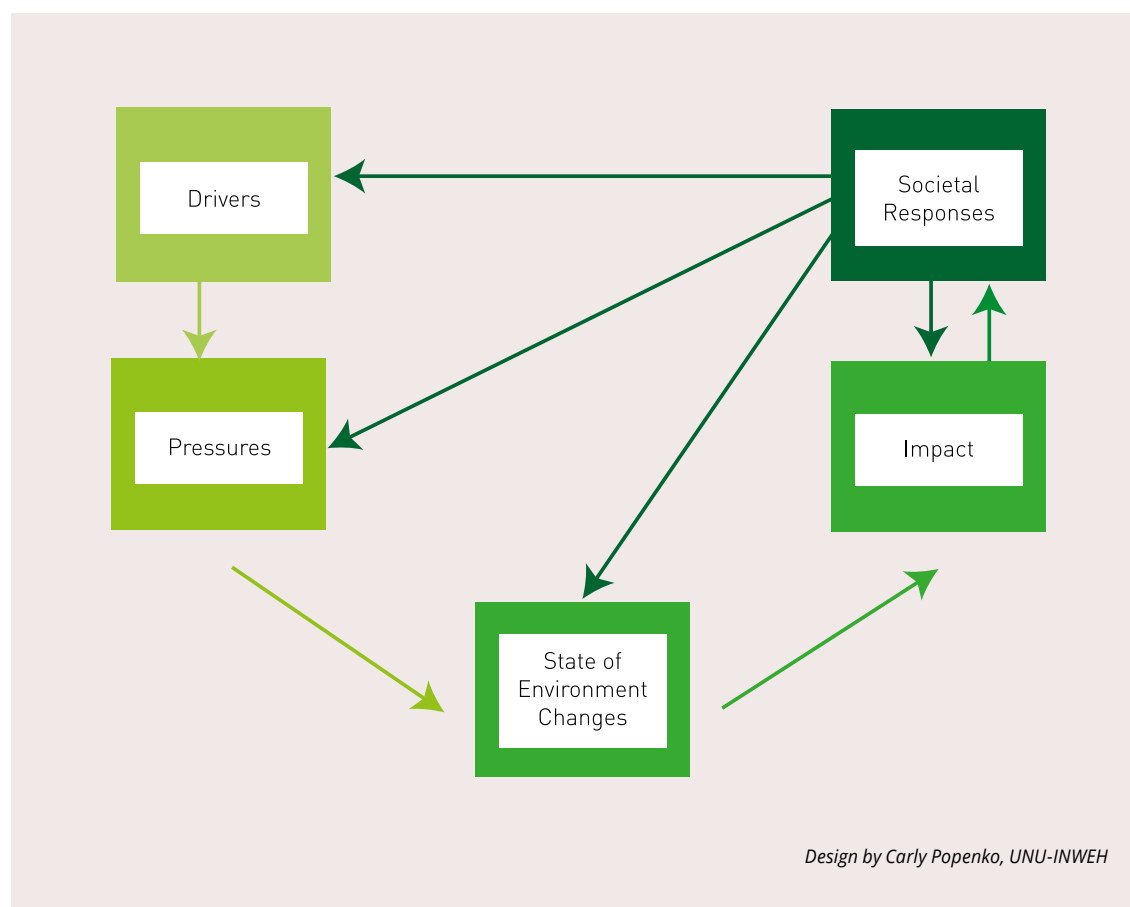 Drivers
Societal
Responses
Pressures
Impact
State of
Environment
Changes
Design by Carly Popenko, UNU-INWEH